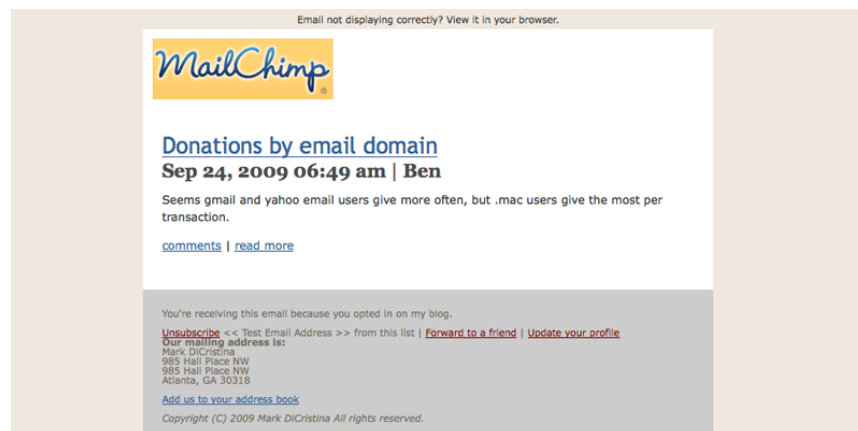 Email not displaying correctly? View it in your browser.
MailChimp®
Donations by email domain
Sep 24, 2009 06:49 am | Ben
Seems gmail and yahoo email users give more often, but .mac users give the most per
transaction.
comments | read more
You're receiving this email because you opted in on my blog.
Unsubscribe << Test Email Address >> from this list | Forward to a friend | Update your profile
Our mailing address is:
Mark DiCristina
985 Hall Place NW
985 Hall Place NW
Atlanta, GA 30318
Add us to your address book
Copyright (C) 2009 Mark DiCristina All rights reserved.